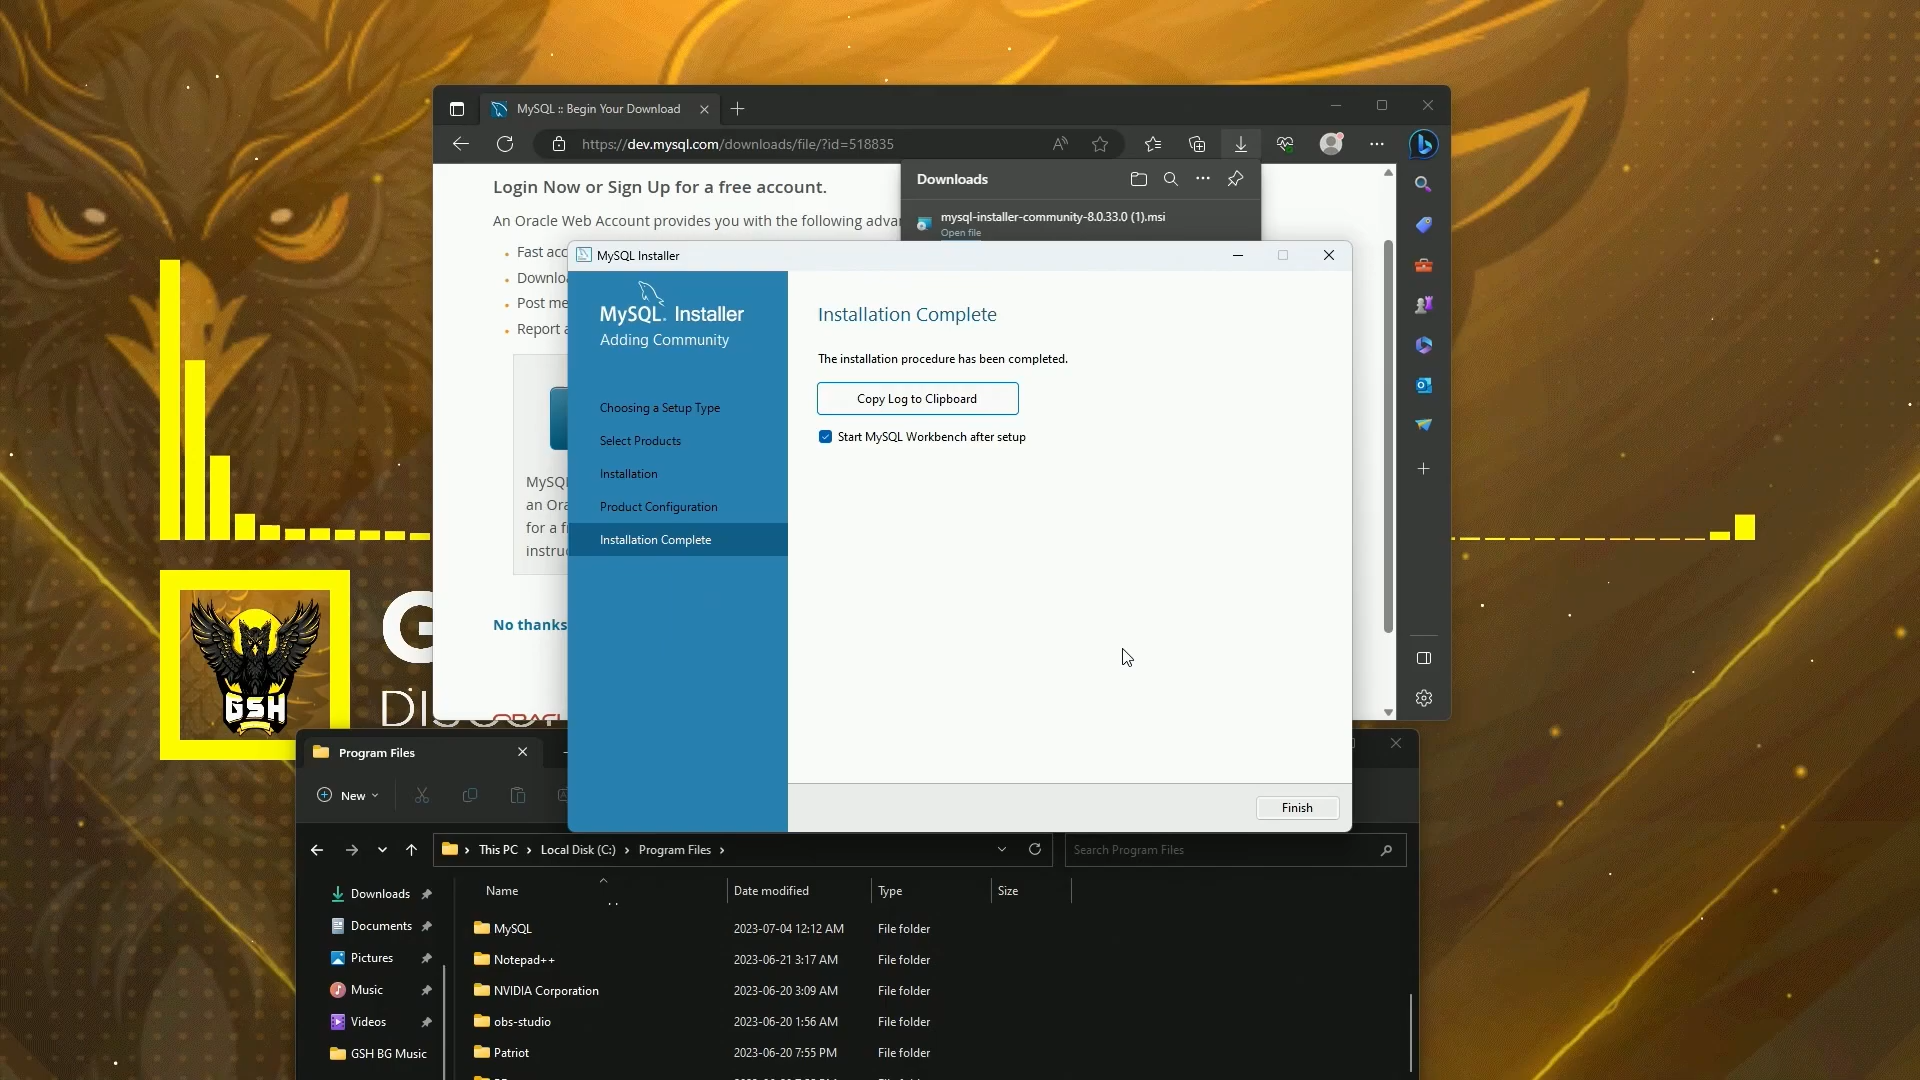 MySQL :: Begin Your Download
https://dev.mysql.com/downloads/file/?id=518835
Login Now or Sign Up for a free account.
An Oracle Web Account provides you with the following
Fast
Post
Report
MySQL
for a
No thanks
Downloads
mysql-installer-community-8.0.33.0 (1).msi
Open file
MySQL Installer
MySQL. Installer
Adding Community
Choosing a Setup Type
Select Products
Installation
Product Configuration
Installation Complete
Installation Complete
The installation procedure has been completed.
Copy Log to Clipboard
Start MySQL Workbench after setup
Finish
G
GSH
Program Files
New
This PC > Local Disk (C:) > Program Files >
Search Program Files
Downloads
Documents
Pictures
Music
Videos
GSH BG Music
Name Date modified Type Size
MySQL 2023-07-04 12:12 AM File folder
Notepad++ 2023-06-21 3:17 AM File folder
NVIDIA Corporation 2023-06-20 3:09 AM File folder
obs-studio 2023-06-20 1:56 AM File folder
Patriot 2023-06-20 7:55 PM File folder